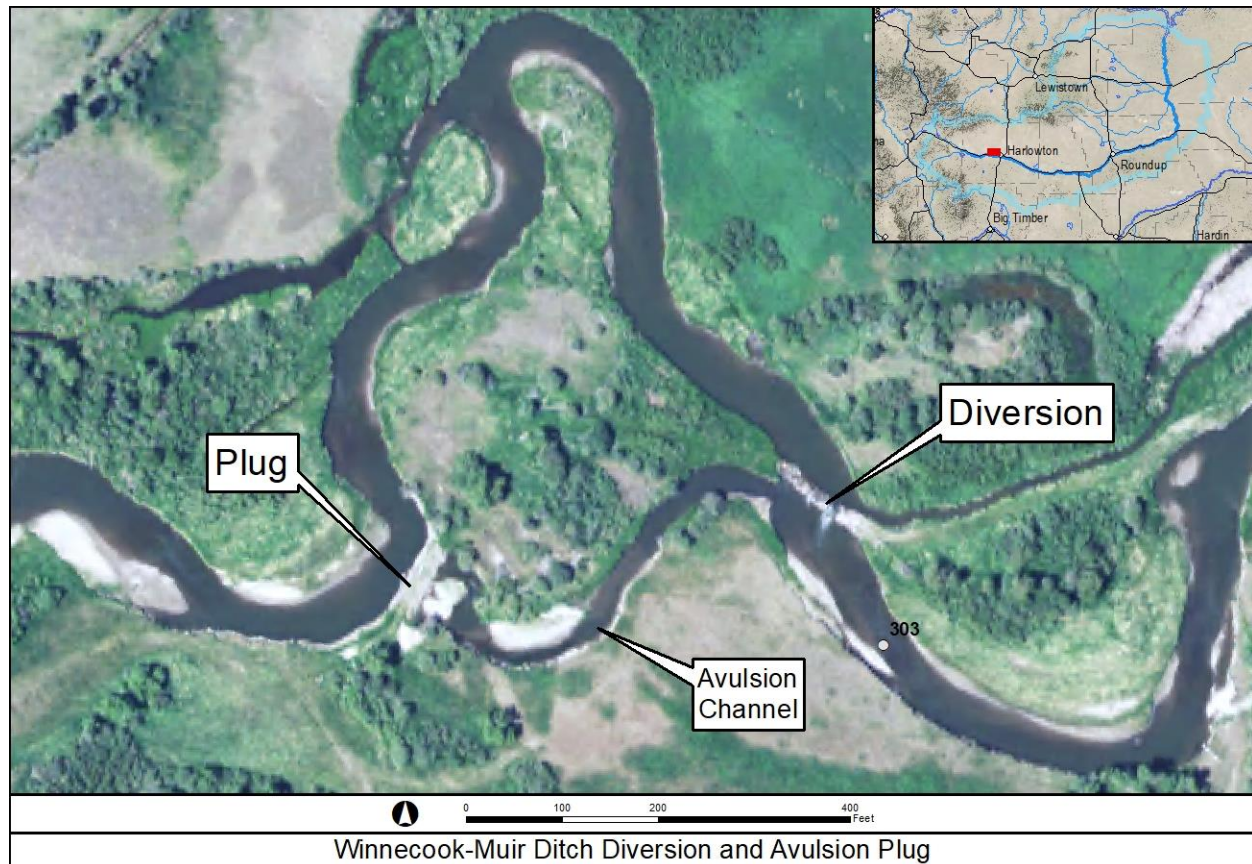 Lewistown
na
Harlowton
Roundup
Big Timber
Hardin
Diversion
Plug
303
Avulsion
Channel
0
100
200
400
Feet
Winnecook-Muir Ditch Diversion and Avulsion Plug